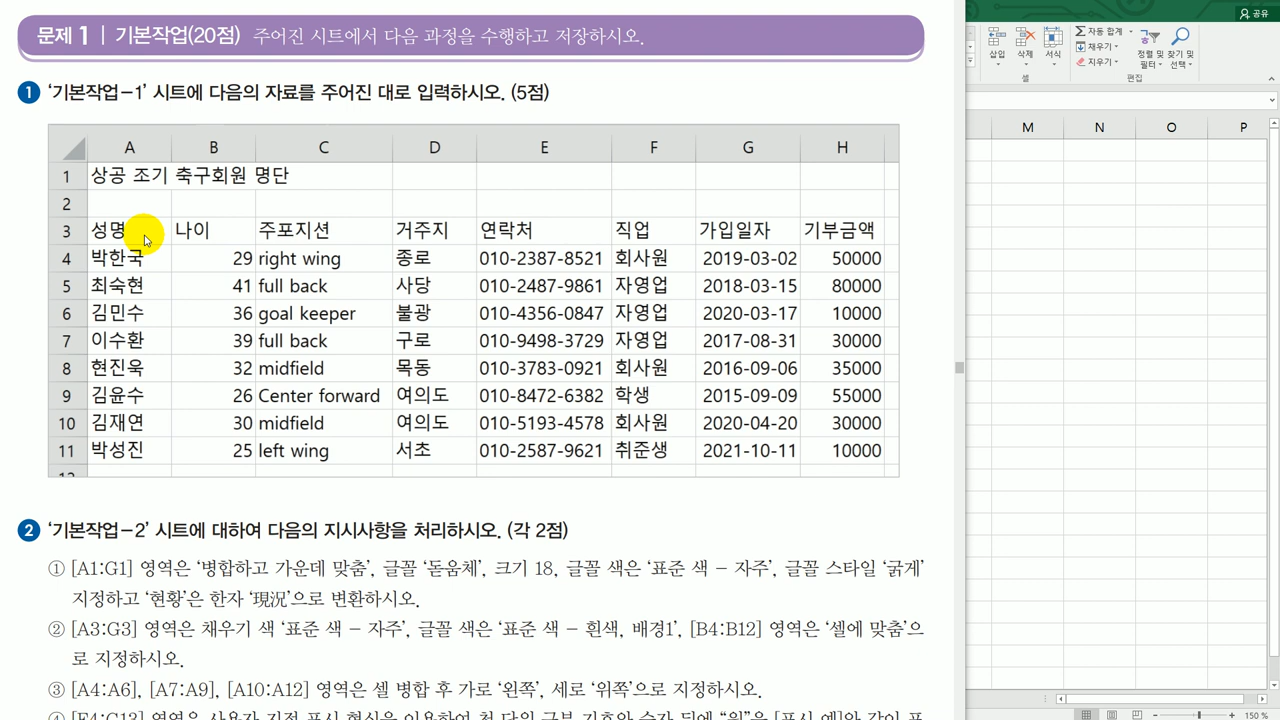 문제 1 | 기본작업(20점) 주어진 시트에서 다음 과정을 수행하고 저장하시오.
1 ‘기본작업-1’ 시트에 다음의 자료를 주어진 대로 입력하시오. (5점)
A B C D E F G H
1 상공 조기 축구회원 명단
2
3 성명 나이 주포지션 거주지 연락처 직업 가입일자 기부금액
4 박한국 29 right wing 종로 010-2387-8521 회사원 2019-03-02 50000
5 최숙현 41 full back 사당 010-2487-9861 자영업 2018-03-15 80000
6 김민수 36 goal keeper 불광 010-4356-0847 자영업 2020-03-17 10000
7 이수환 39 full back 구로 010-9498-3729 자영업 2017-08-31 30000
8 현진욱 32 midfield 목동 010-3783-0921 회사원 2016-09-06 35000
9 김윤수 26 Center forward 여의도 010-8472-6382 학생 2015-09-09 55000
10 김재연 30 midfield 여의도 010-5193-4578 회사원 2020-04-20 30000
11 박성진 25 left wing 서초 010-2587-9621 취준생 2021-10-11 10000
2 ‘기본작업-2’ 시트에 대하여 다음의 지시사항을 처리하시오. (각 2점)
① [A1:G1] 영역은 ‘병합하고 가운데 맞춤’, 글꼴 ‘돋움체’, 크기 18, 글꼴 색은 ‘표준 색 - 자주’, 글꼴 스타일 ‘굵게’
지정하고 ‘현황’은 한자 ‘現況’으로 변환하시오.
② [A3:G3] 영역은 채우기 색 ‘표준 색 - 자주’, 글꼴 색은 ‘표준 색 - 흰색, 배경1’, [B4:B12] 영역은 ‘셀에 맞춤’으
로 지정하시오.
③ [A4:A6], [A7:A9], [A10:A12] 영역은 셀 병합 후 가로 ‘왼쪽’, 세로 ‘위쪽’으로 지정하시오.
공유
삽입 삭제 서식
셀
자동 합계
채우기
지우기
정렬 및 필터
찾기 및 선택
편집
M N O P
150 %